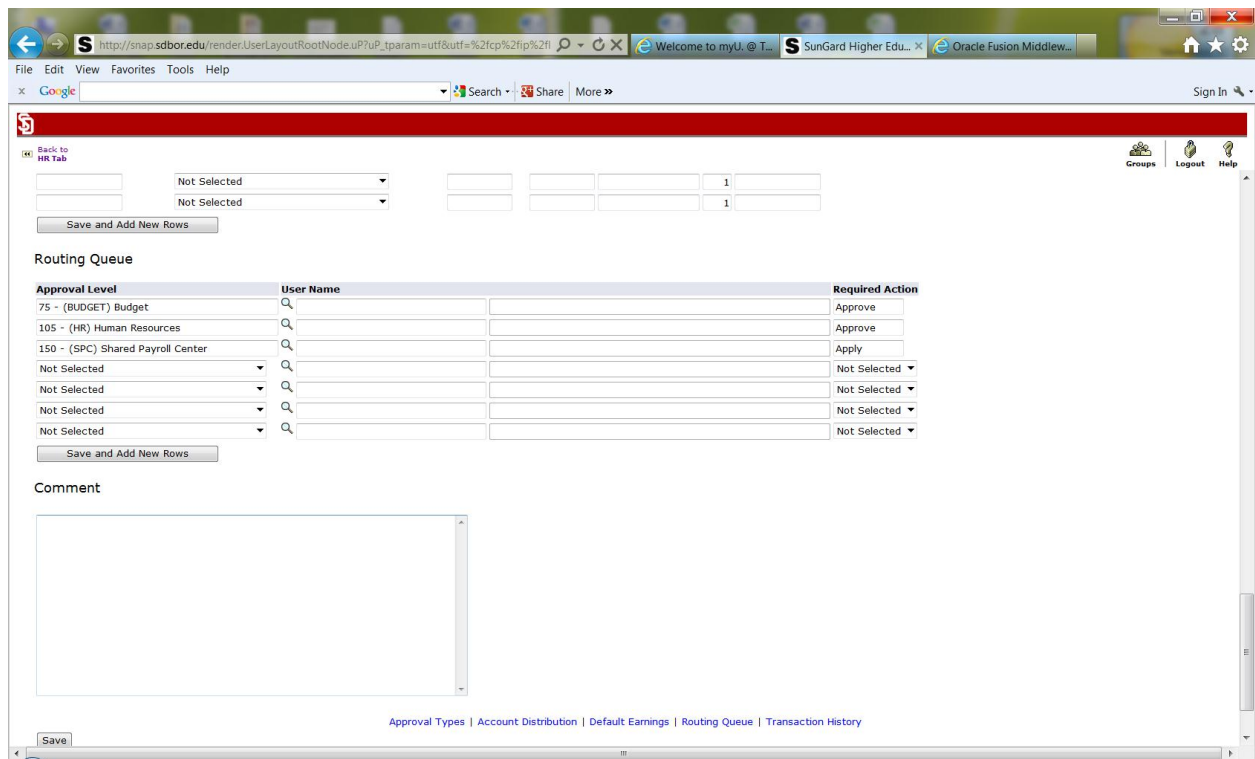 http://snap.sdbor.edu/render.UserLayoutRootNode.uP?uP_tparam=utf&utf=%2fcp%2fip%2fl
Welcome to myU. @ T...
SunGard Higher Edu...
Oracle Fusion Middlew...
File Edit View Favorites Tools Help
x Google Search Share More » Sign In
Back to
HR Tab
Groups Logout Help
Not Selected 1
Not Selected 1
Save and Add New Rows
Routing Queue
Approval Level User Name Required Action
75 - (BUDGET) Budget Approve
105 - (HR) Human Resources Approve
150 - (SPC) Shared Payroll Center Apply
Not Selected Not Selected
Not Selected Not Selected
Not Selected Not Selected
Not Selected Not Selected
Save and Add New Rows
Comment
Approval Types | Account Distribution | Default Earnings | Routing Queue | Transaction History
Save